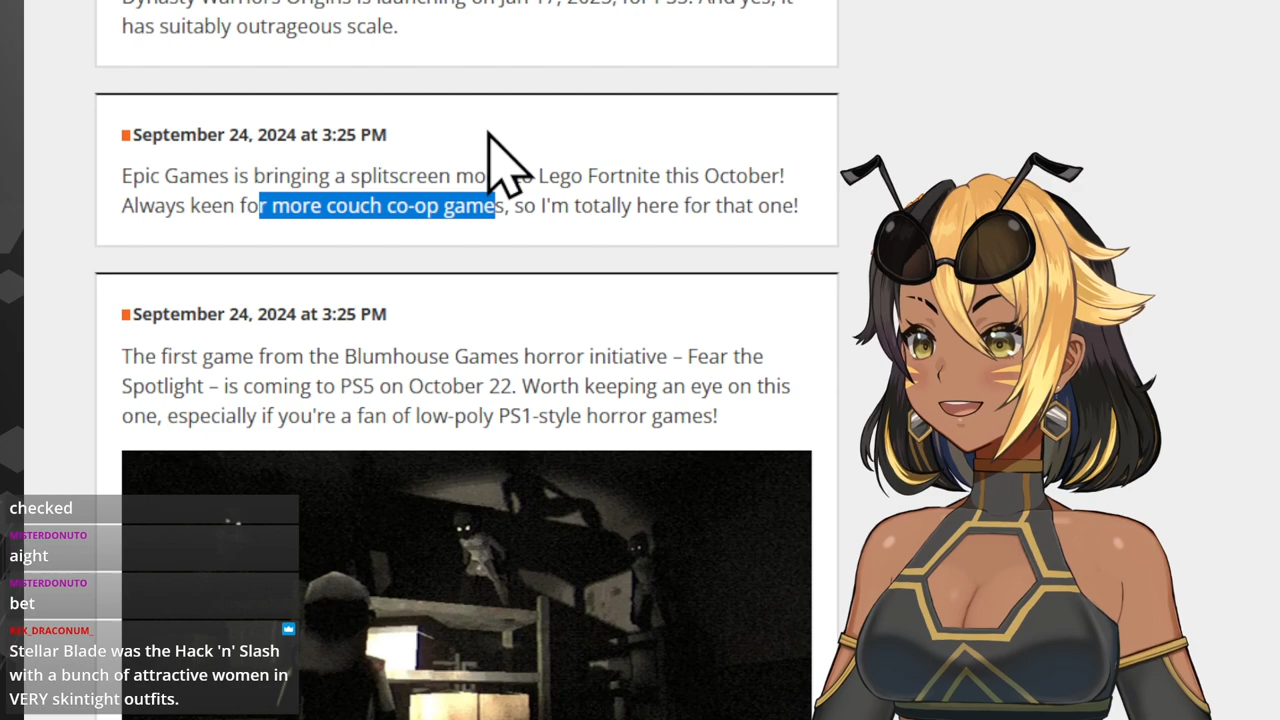 has suitably outrageous scale.
September 24, 2024 at 3:25 PM
Epic Games is bringing a splitscreen Lego Fortnite this October!
Always keen for more couch co-op games, so I'm totally here for that one!
September 24, 2024 at 3:25 PM
The first game from the Blumhouse Games horror initiative – Fear the
Spotlight – is coming to PS5 on October 22. Worth keeping an eye on this
one, especially if you're a fan of low-poly PS1-style horror games!
checked
MISTERDONUTO
aight
MISTERDONUTO
bet
REX_DRACONUM_
Stellar Blade was the Hack 'n' Slash
with a bunch of attractive women in
VERY skintight outfits.